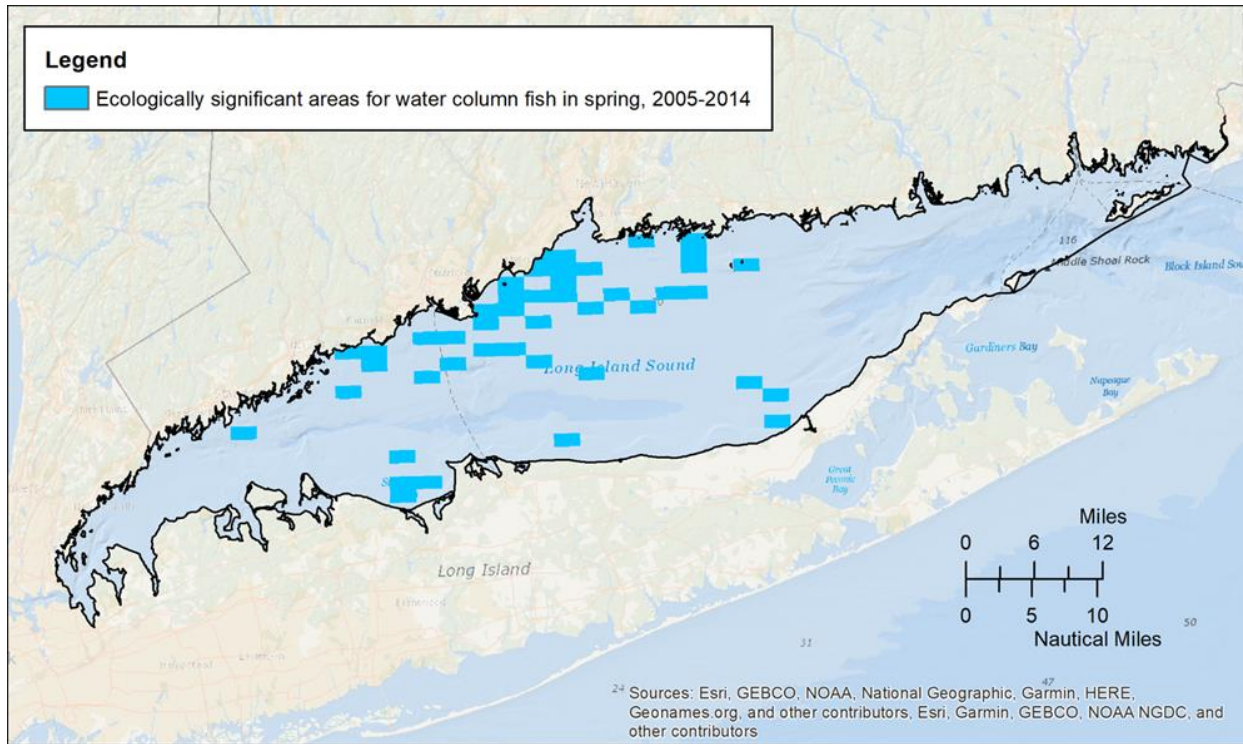 Legend
Ecologically significant areas for water column fish in spring, 2005-2014
116
Middle Shoal Rock
Block Island Sou
Gardiners Bay
Long Island Sound
Napeague
Bay
Great
Peconic
Bay
Long Island
Miles
0 6 12
0 5 10
Nautical Miles
50
31
47
24
Sources: Esri, GEBCO, NOAA, National Geographic, Garmin, HERE,
Geonames.org, and other contributors, Esri, Garmin, GEBCO, NOAA NGDC, and
other contributors